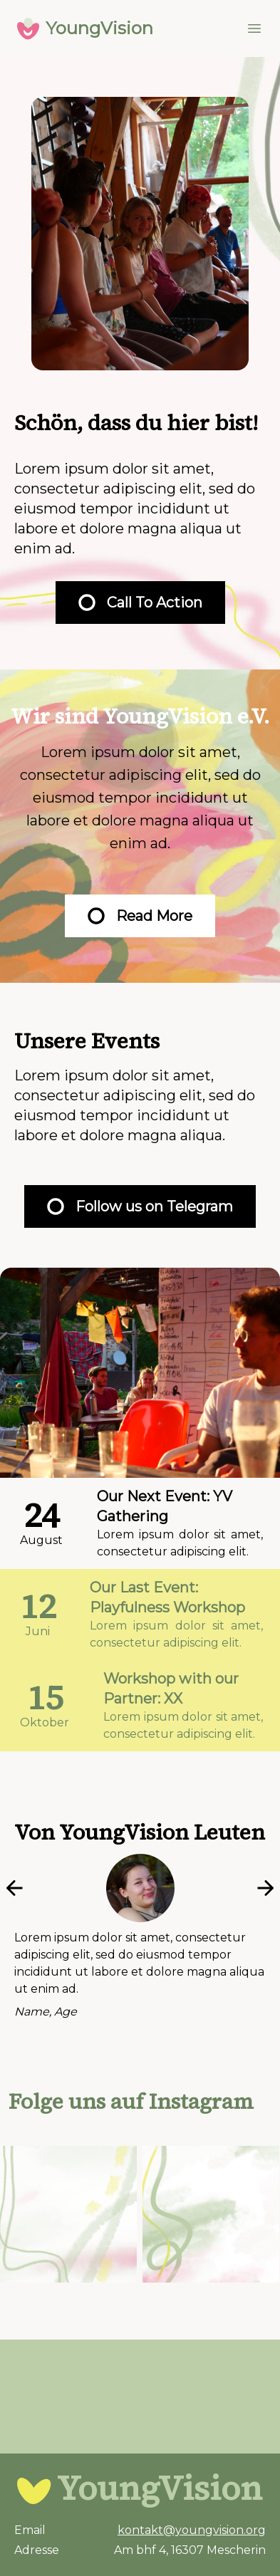 YoungVision
Schön, dass du hier bist!
Lorem ipsum dolor sit amet,
consectetur adipiscing elit, sed do
eiusmod tempor incididunt ut
labore et dolore magna aliqua ut
enim ad.
Call To Action
Wir sind YoungVision e.V.
Lorem ipsum dolor sit amet,
consectetur adipiscing elit, sed do
eiusmod tempor incididunt ut
labore et dolore magna aliqua ut
enim ad.
Read More
Unsere Events
Lorem ipsum dolor sit amet,
consectetur adipiscing elit, sed do
eiusmod tempor incididunt ut
labore et dolore magna aliqua.
Follow us on Telegram
24
August
Our Next Event: YV
Gathering
Lorem ipsum dolor sit amet,
consectetur adipiscing elit.
12
Juni
Our Last Event:
Playfulness Workshop
Lorem ipsum dolor sit amet,
consectetur adipiscing elit.
15
Oktober
Workshop with our
Partner: XX
Lorem ipsum dolor sit amet,
consectetur adipiscing elit.
Von YoungVision Leuten
Lorem ipsum dolor sit amet, consectetur
adipiscing elit, sed do eiusmod tempor
incididunt ut labore et dolore magna aliqua
ut enim ad.
Name, Age
Folge uns auf Instagram
YoungVision
Email kontakt@youngvision.org
Adresse Am bhf 4, 16307 Mescherin